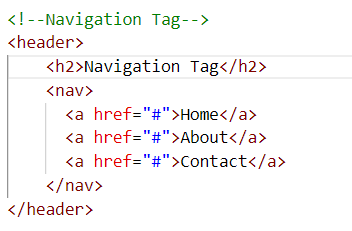 <!--Navigation Tag-->
<header>
<h2>Navigation Tag</h2>
<nav>
<a href="#">Home</a>
<a href="#">About</a>
<a href="#">Contact</a>
</nav>
</header>